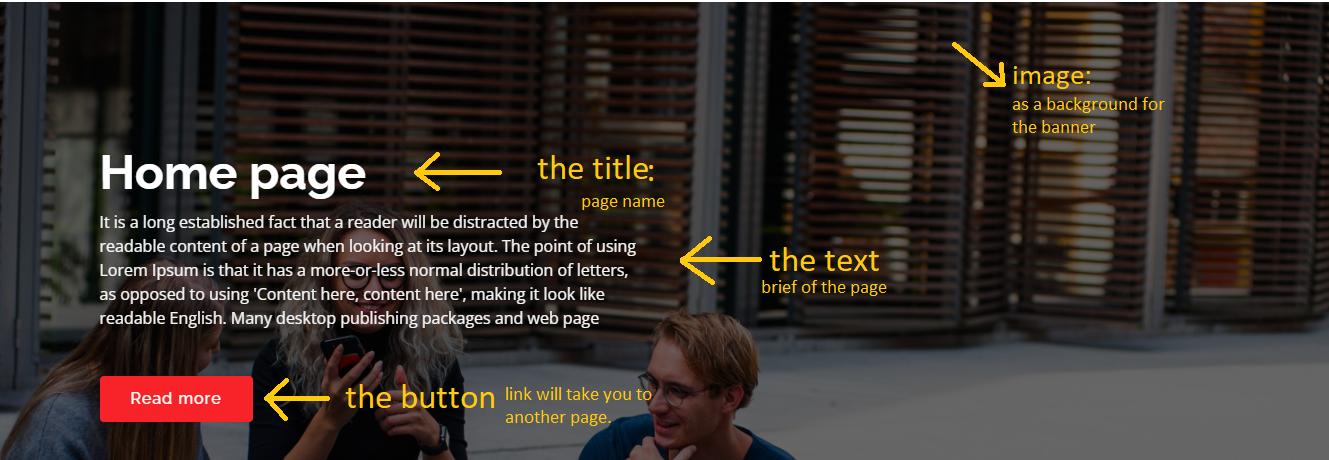 image:
as a background for
the banner
Home page
the title:
page name
It is a long established fact that a reader will be distracted by the
readable content of a page when looking at its layout. The point of using
Lorem Ipsum is that it has a more-or-less normal distribution of letters,
as opposed to using 'Content here, content here', making it look like
readable English. Many desktop publishing packages and web page
the text
brief of the page
Read more
the button
link will take you to
another page.